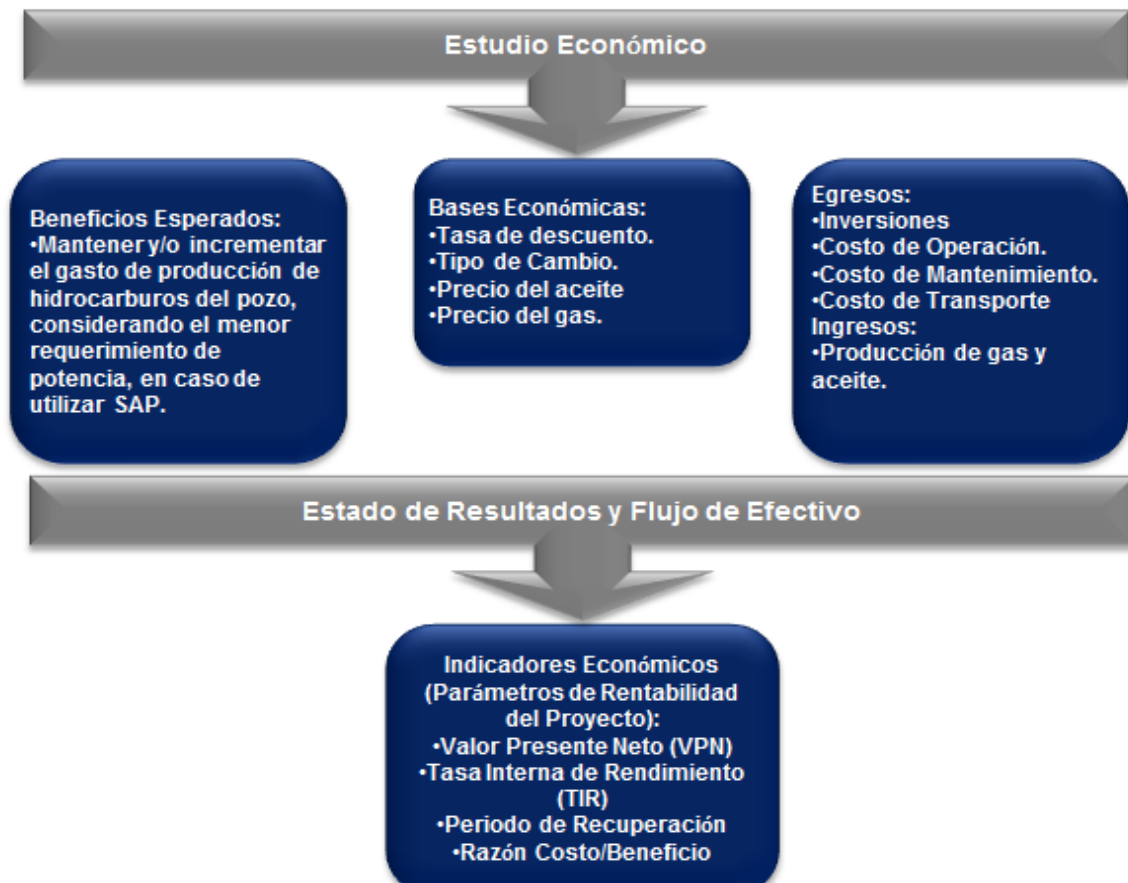 Estudio Económico
Beneficios Esperados:
•Mantener y/o incrementar
el gasto de producción de
hidrocarburos del pozo,
considerando el menor
requerimiento de
potencia, en caso de
utilizar SAP.
Bases Económicas:
•Tasa de descuento.
•Tipo de Cambio.
•Precio del aceite
•Precio del gas.
Egresos:
•Inversiones
•Costo de Operación.
•Costo de Mantenimiento.
•Costo de Transporte
Ingresos:
•Producción de gas y
aceite.
Estado de Resultados y Flujo de Efectivo
Indicadores Económicos
(Parámetros de Rentabilidad
del Proyecto):
•Valor Presente Neto (VPN)
•Tasa Interna de Rendimiento
(TIR)
•Periodo de Recuperación
•Razón Costo/Beneficio